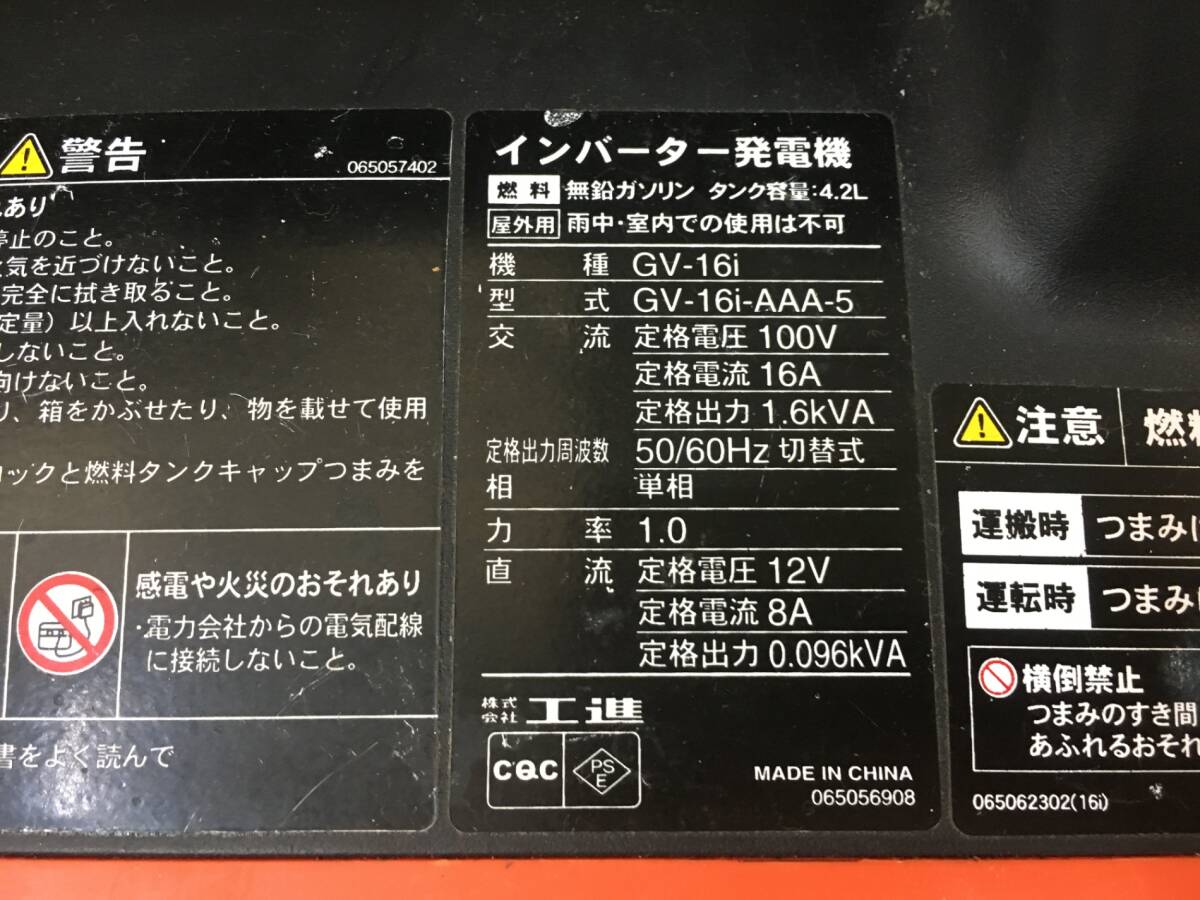 警告
065057402
れあり
停止のこと。
火気を近づけないこと。
完全に拭き取ること。
定量）以上入れないこと。
しないこと。
向けないこと。
り、箱をかぶせたり、物を載せて使用
コックと燃料タンクキャップつまみを
感電や火災のおそれあり
・電力会社からの電気配線
に接続しないこと。
書をよく読んで
インバーター発電機
燃料 無鉛ガソリン タンク容量:4.2L
屋外用 雨中・室内での使用は不可
機種 GV-16i
型式 GV-16i-AAA-5
交流 定格電圧 100V
定格電流 16A
定格出力 1.6kVA
定格出力周波数 50/60Hz 切替式
相 単相
力率 1.0
直流 定格電圧 12V
定格電流 8A
定格出力 0.096kVA
株式会社 工進
CQC
PS
E
MADE IN CHINA
065056908
注意 燃料
運搬時 つまみ
運転時 つまみ
横倒禁止
つまみのすき間
あふれるおそれ
065062302(16i)